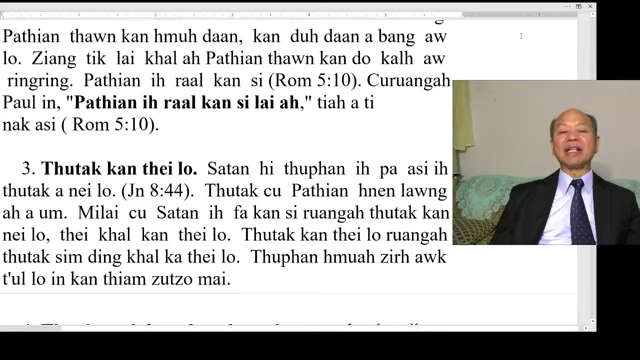 Pathian thawn kan hmuh daan, kan duh daan a bang aw
lo. Ziang tik lai khal ah Pathian thawn kan do kalh aw
ringring. Pathian ih raal kan si (Rom 5:10). Curuangah
Paul in, "Pathian ih raal kan si lai ah," tiah a ti
nak asi ( Rom 5:10).
3. Thutak kan thei lo. Satan hi thuphan ih pa asi ih
thutak a nei lo. (Jn 8:44). Thutak cu Pathian hnen lawng
ah a um. Milai cu Satan ih fa kan si ruangah thutak kan
nei lo, thei khal kan thei lo. Thutak kan thei lo ruangah
thutak sim ding khal ka thei lo. Thuphan hmuah zirh awk
t'ul lo in kan thiam zutzo mai.